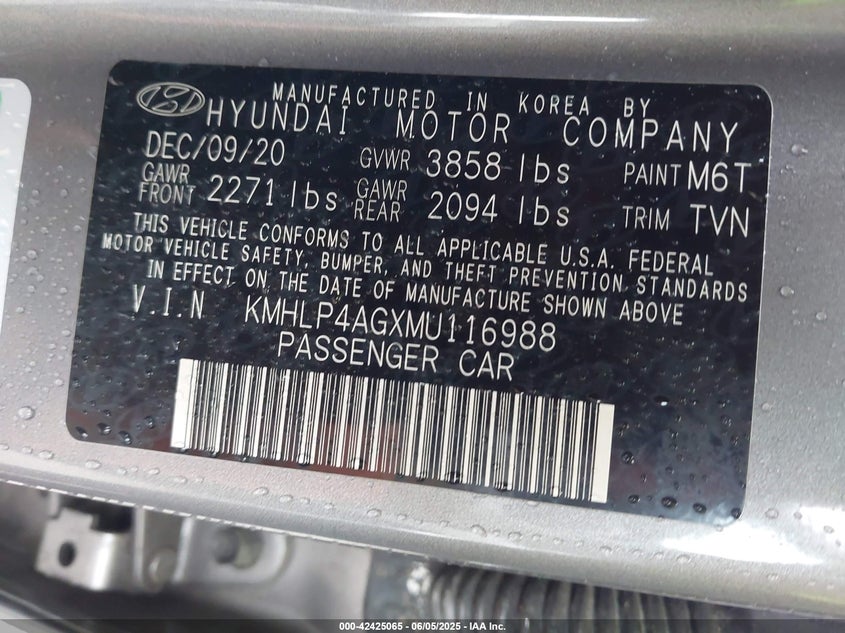 MANUFACTURED IN KOREA BY
HYUNDAI MOTOR COMPANY
DEC/09/20 GVWR 3858 lbs PAINT M6T
GAWR FRONT 2271 lbs GAWR REAR 2094 lbs TRIM TVN
THIS VEHICLE CONFORMS TO ALL APPLICABLE U.S.A. FEDERAL
MOTOR VEHICLE SAFETY, BUMPER, AND THEFT PREVENTION STANDARDS
IN EFFECT ON THE DATE OF MANUFACTURE SHOWN ABOVE
V.I.N KMHLP4AGXMU116988
PASSENGER CAR
000-42425065 - 06/05/2025 - IAA Inc.